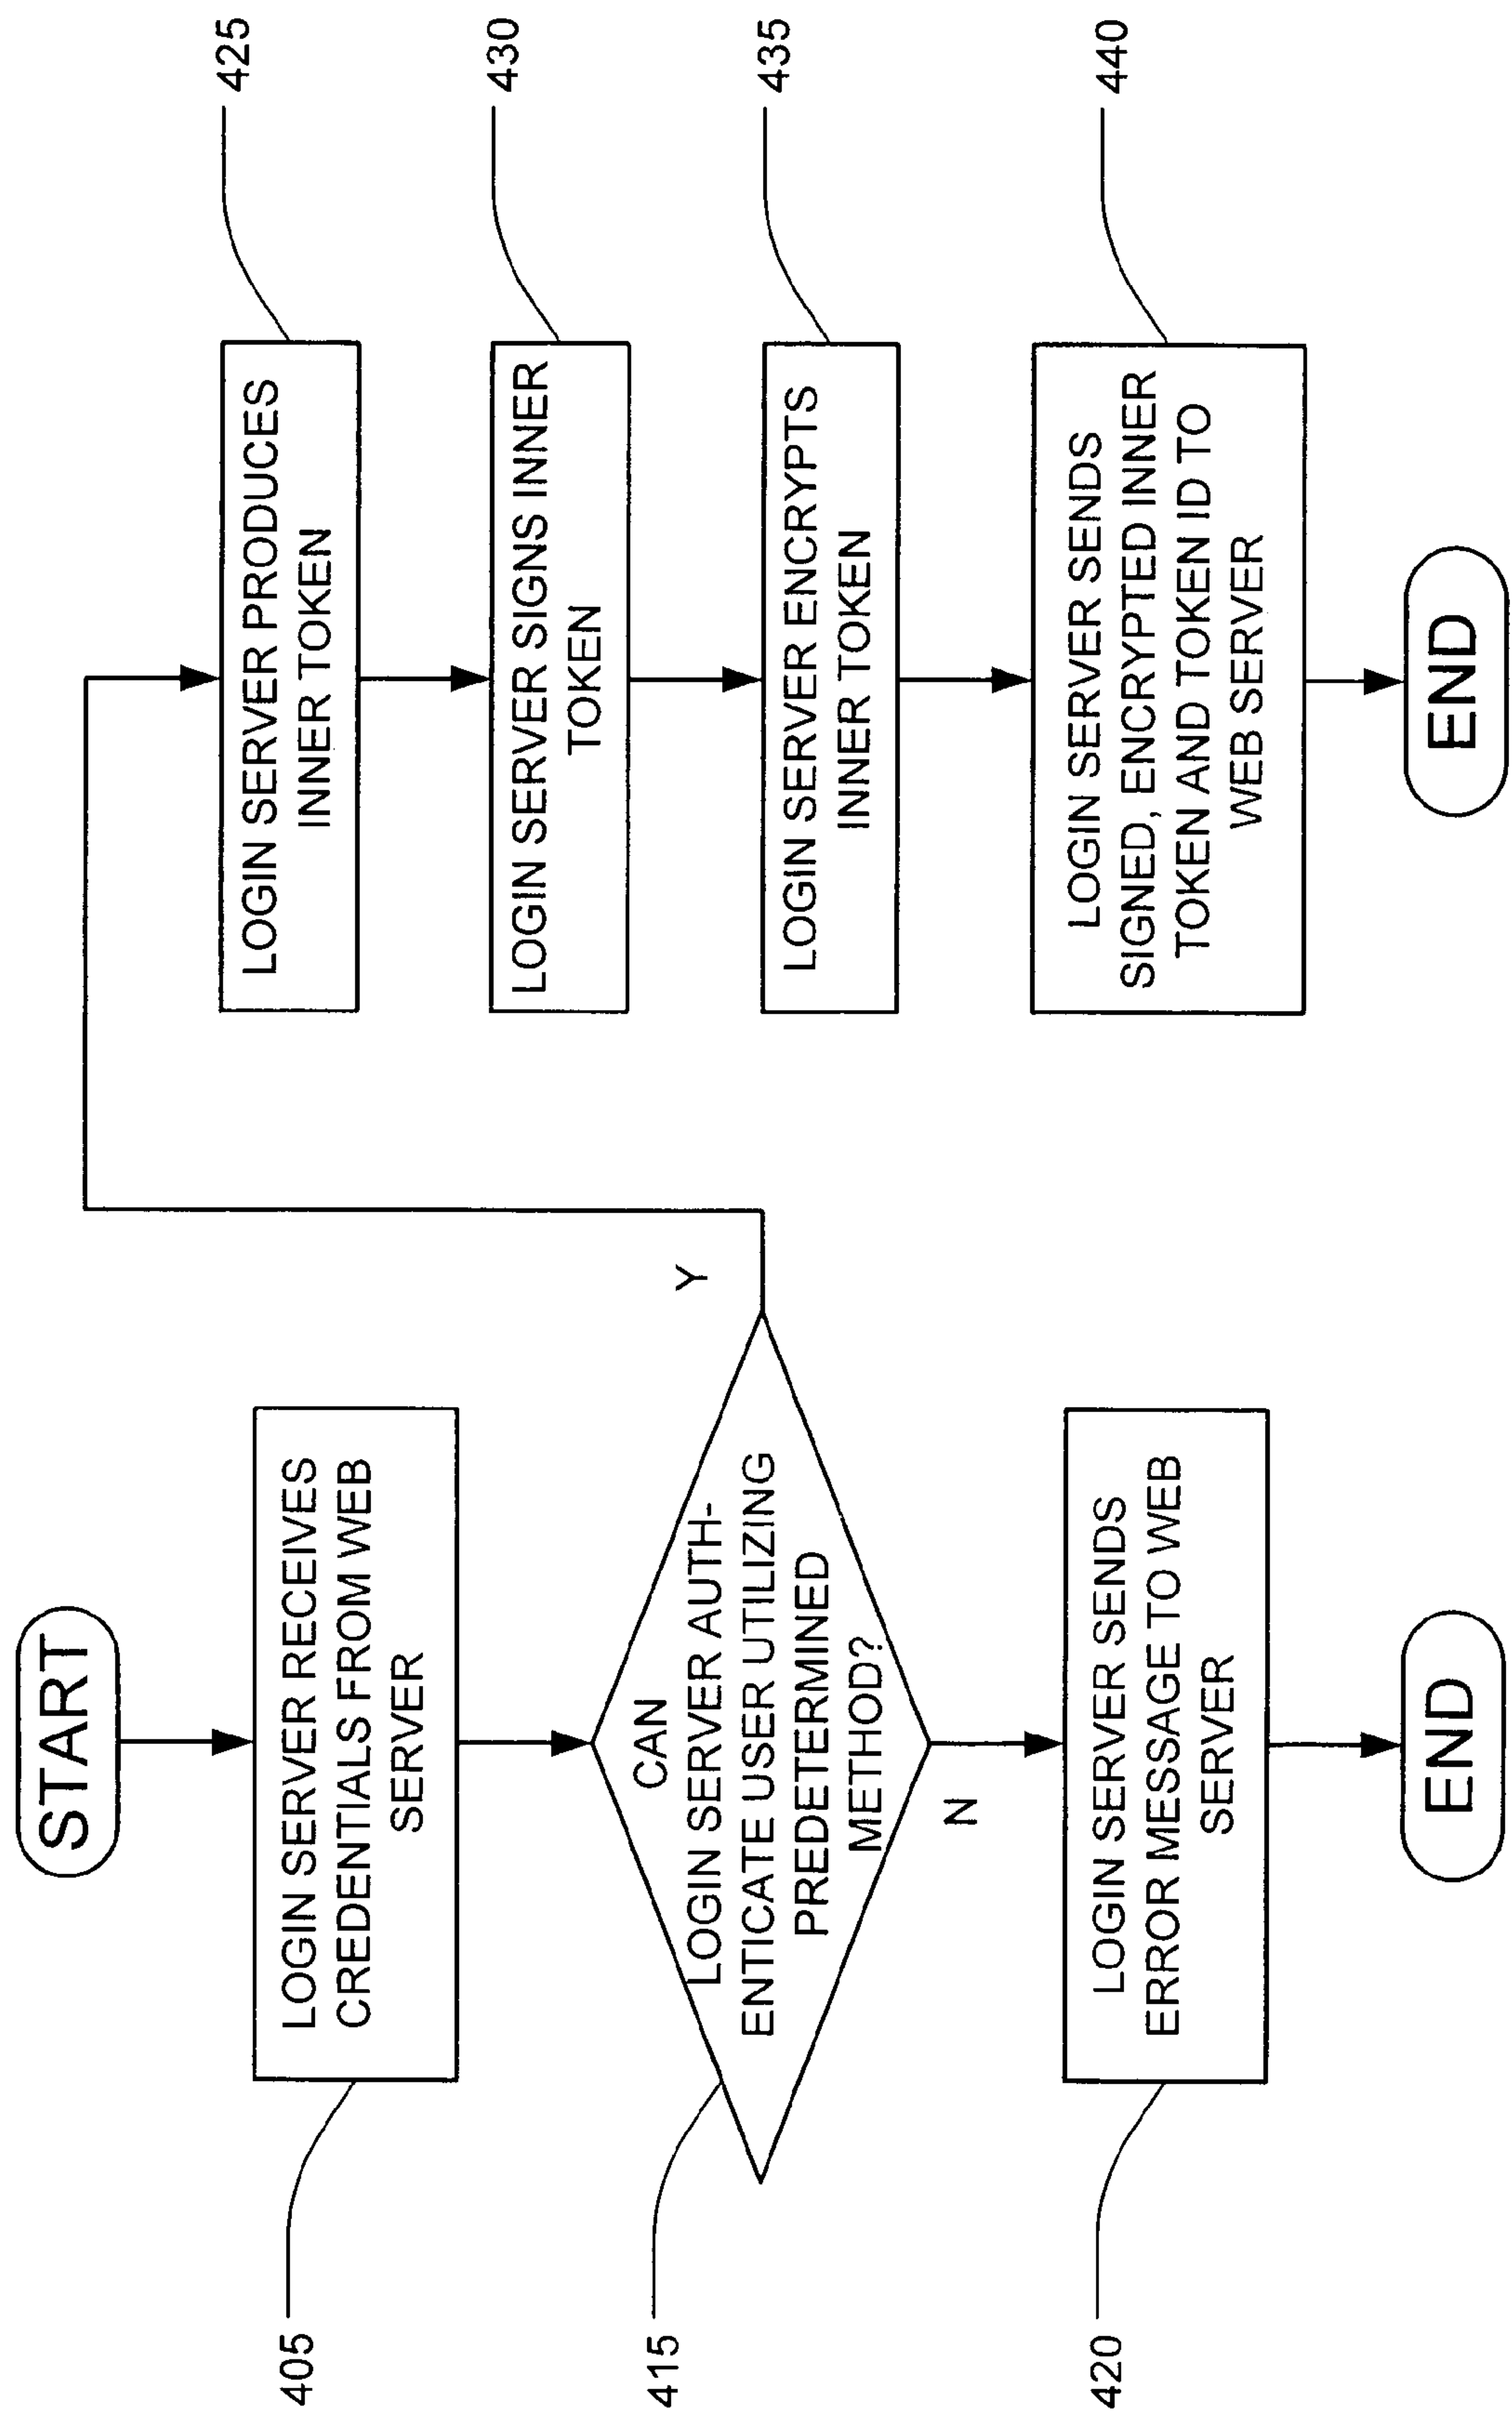 START
LOGIN SERVER RECEIVES
CREDENTIALS FROM WEB
SERVER
405
CAN
LOGIN SERVER AUTH-
ENTICATE USER UTILIZING
PREDETERMINED
METHOD?
415
Y
N
LOGIN SERVER SENDS
ERROR MESSAGE TO WEB
SERVER
420
END
LOGIN SERVER PRODUCES
INNER TOKEN
425
LOGIN SERVER SIGNS INNER
TOKEN
430
LOGIN SERVER ENCRYPTS
INNER TOKEN
435
LOGIN SERVER SENDS
SIGNED, ENCRYPTED INNER
TOKEN AND TOKEN ID TO
WEB SERVER
440
END